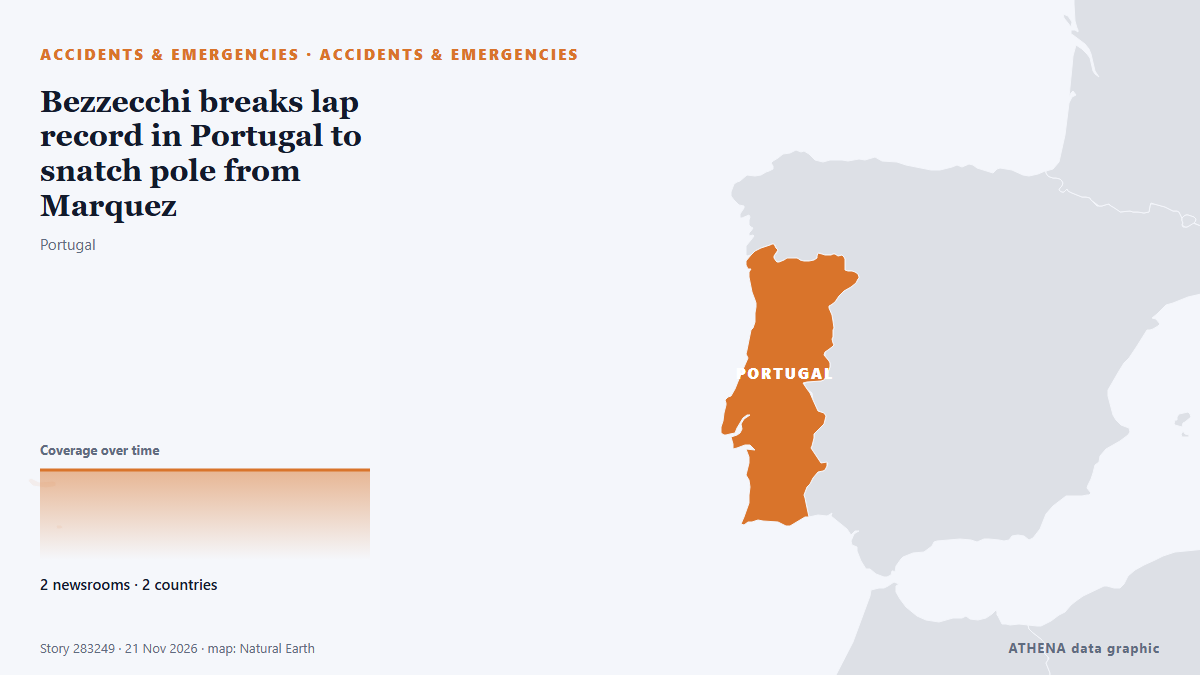 ACCIDENTS & EMERGENCIES · ACCIDENTS & EMERGENCIES
Bezzecchi breaks lap
record in Portugal to
snatch pole from
Marquez
Portugal
PORTUGAL
Coverage over time
2 newsrooms · 2 countries
Story 283249 · 21 Nov 2026 · map: Natural Earth
ATHENA data graphic